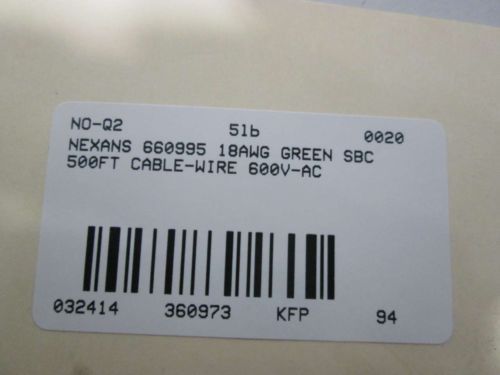 NO-Q2 51b 0020
NEXANS 660995 18AWG GREEN SBC
500FT CABLE-WIRE 600V-AC
032414 360973 KFP 94